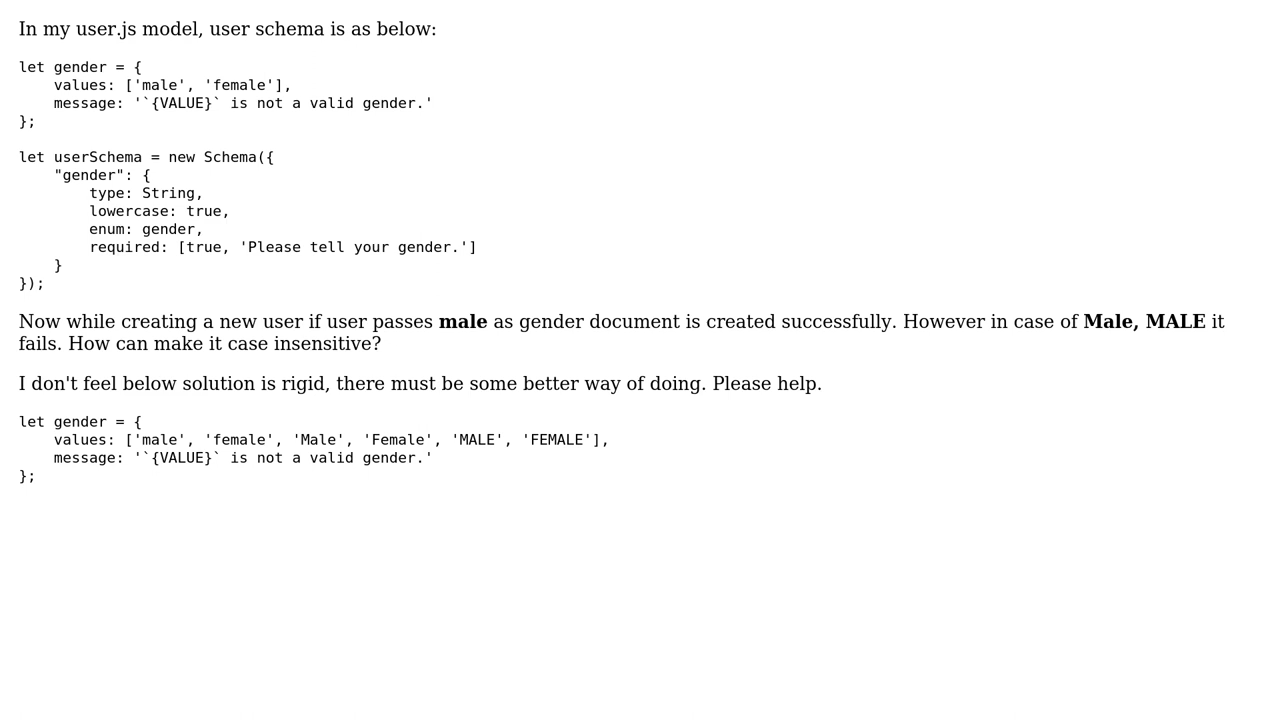 In my user.js model, user schema is as below:
let gender = {
    values: ['male', 'female'],
    message: '`{VALUE}` is not a valid gender.'
};
let userSchema = new Schema({
    "gender": {
        type: String,
        lowercase: true,
        enum: gender,
        required: [true, 'Please tell your gender.']
    }
});
Now while creating a new user if user passes male as gender document is created successfully. However in case of Male, MALE it
fails. How can make it case insensitive?
I don't feel below solution is rigid, there must be some better way of doing. Please help.
let gender = {
    values: ['male', 'female', 'Male', 'Female', 'MALE', 'FEMALE'],
    message: '`{VALUE}` is not a valid gender.'
};